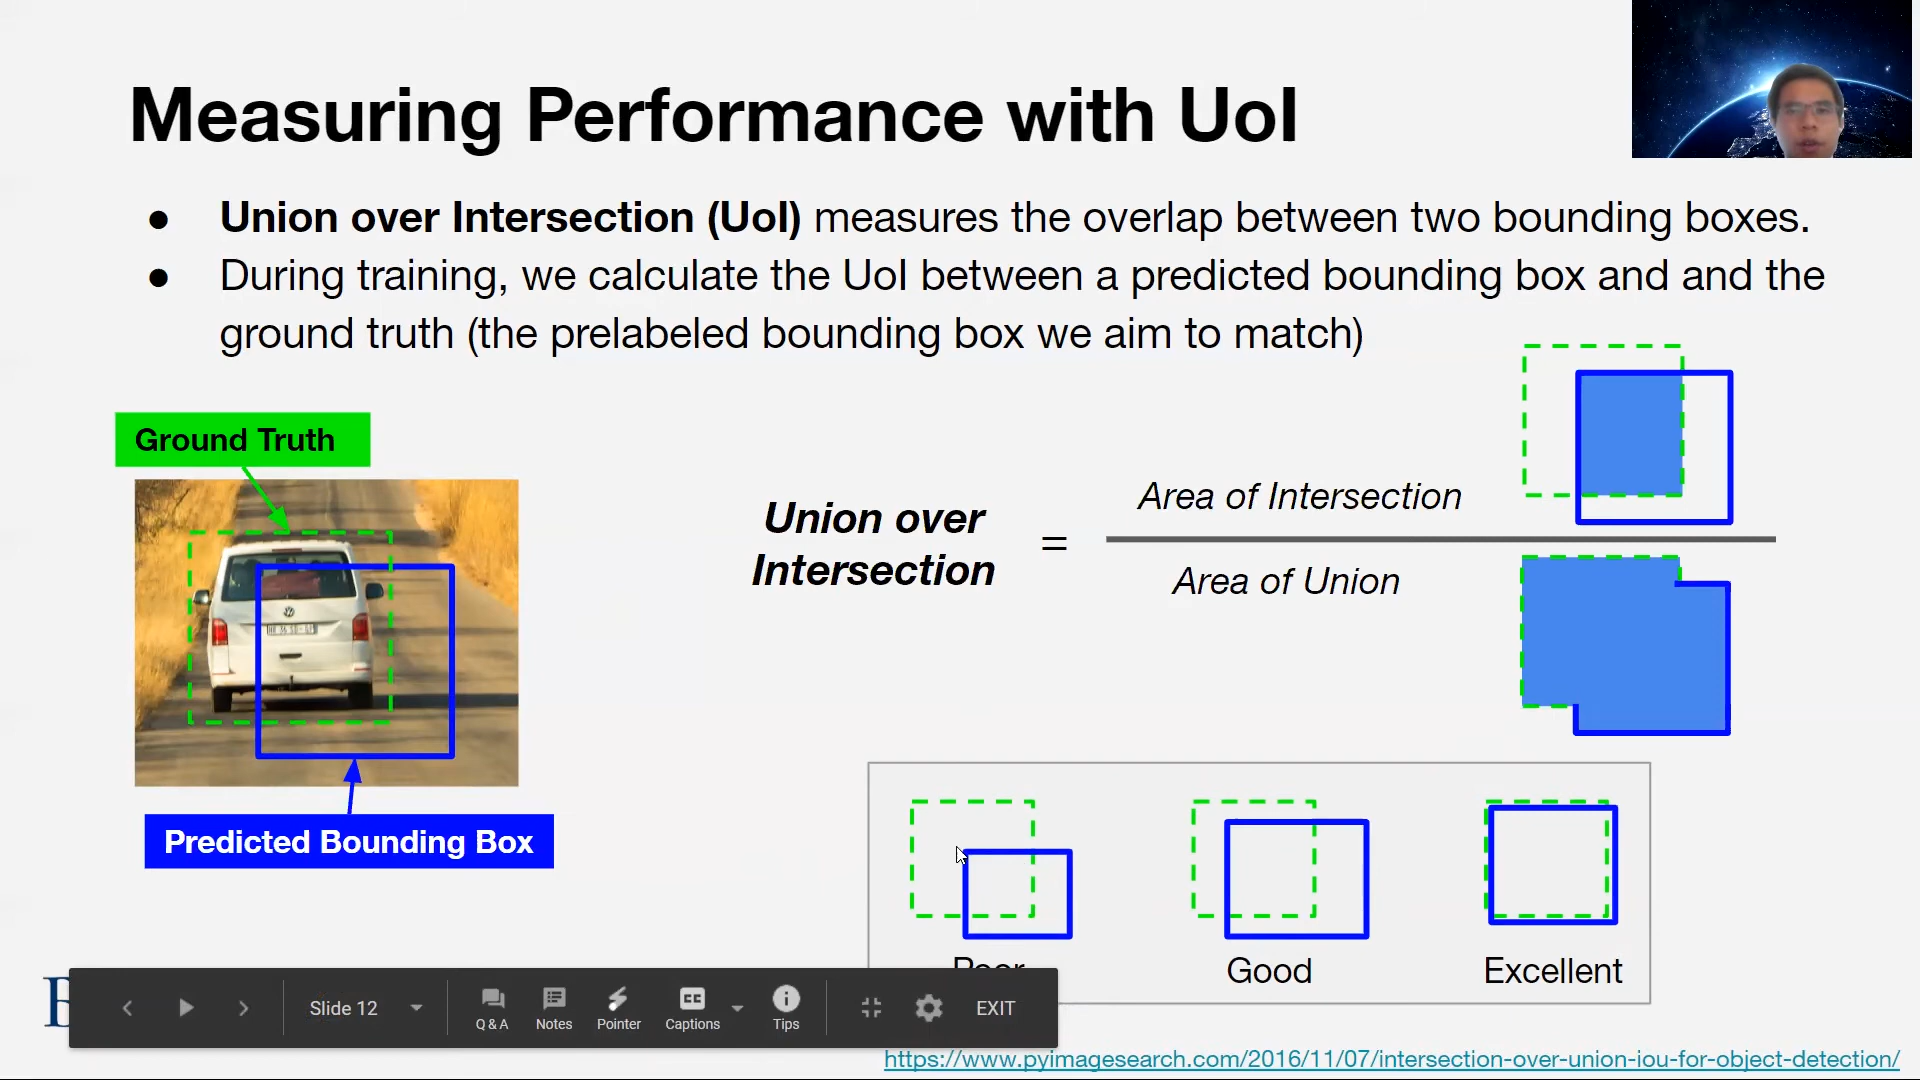 Measuring Performance with UoI
● Union over Intersection (UoI) measures the overlap between two bounding boxes.
● During training, we calculate the UoI between a predicted bounding box and and the
ground truth (the prelabeled bounding box we aim to match)
Ground Truth
Predicted Bounding Box
Union over
Intersection
=
Area of Intersection
Area of Union
Poor
Good
Excellent
Slide 12
Q & A
Notes
CC
Pointer
Captions
Tips
EXIT
https://www.pyimagesearch.com/2016/11/07/intersection-over-union-iou-for-object-detection/